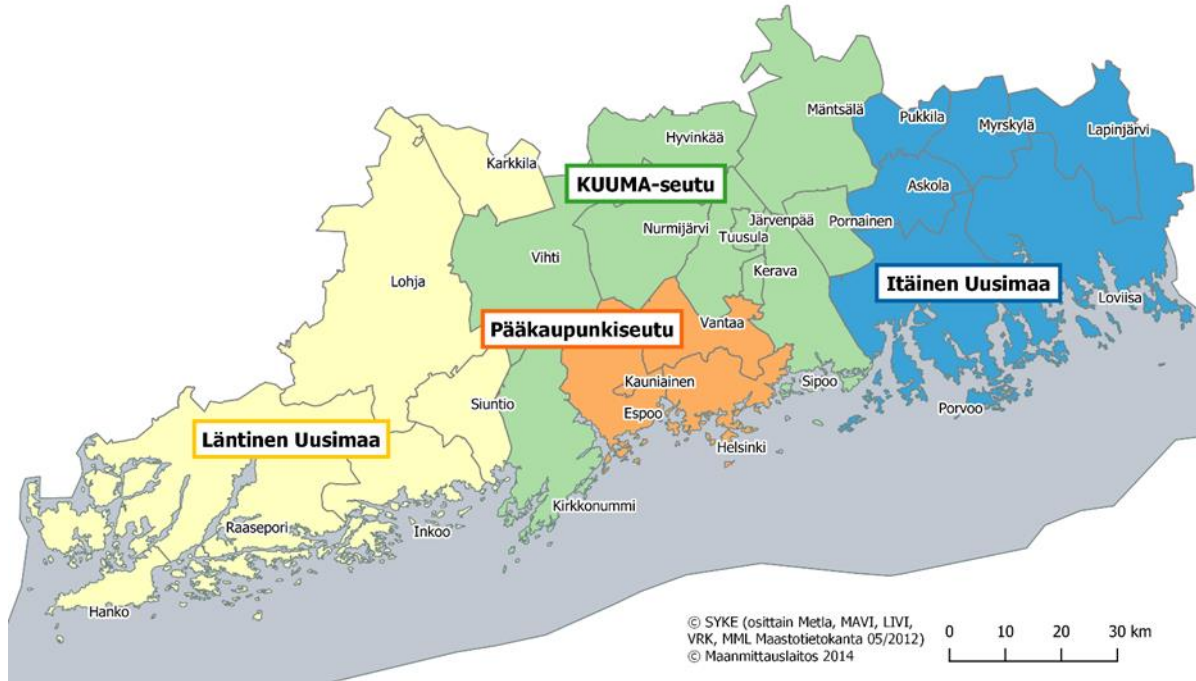 Mäntsälä
Pukkila
Myrskylä
Lapinjärvi
Hyvinkää
Karkkila
KUUMA-seutu
Askola
Järvenpää
Pornainen
Nurmijärvi
Tuusula
Vihti
Kerava
Lohja
Itäinen Uusimaa
Loviisa
Pääkaupunkiseutu
Vantaa
Kauniainen
Sipoo
Siuntio
Espoo
Porvoo
Läntinen Uusimaa
Helsinki
Kirkkonummi
Raasepori
Inkoo
Hanko
© SYKE (osittain Metla, MAVI, LIVI,
VRK, MML Maastotietokanta 05/2012)
© Maanmittauslaitos 2014
0 10 20 30 km